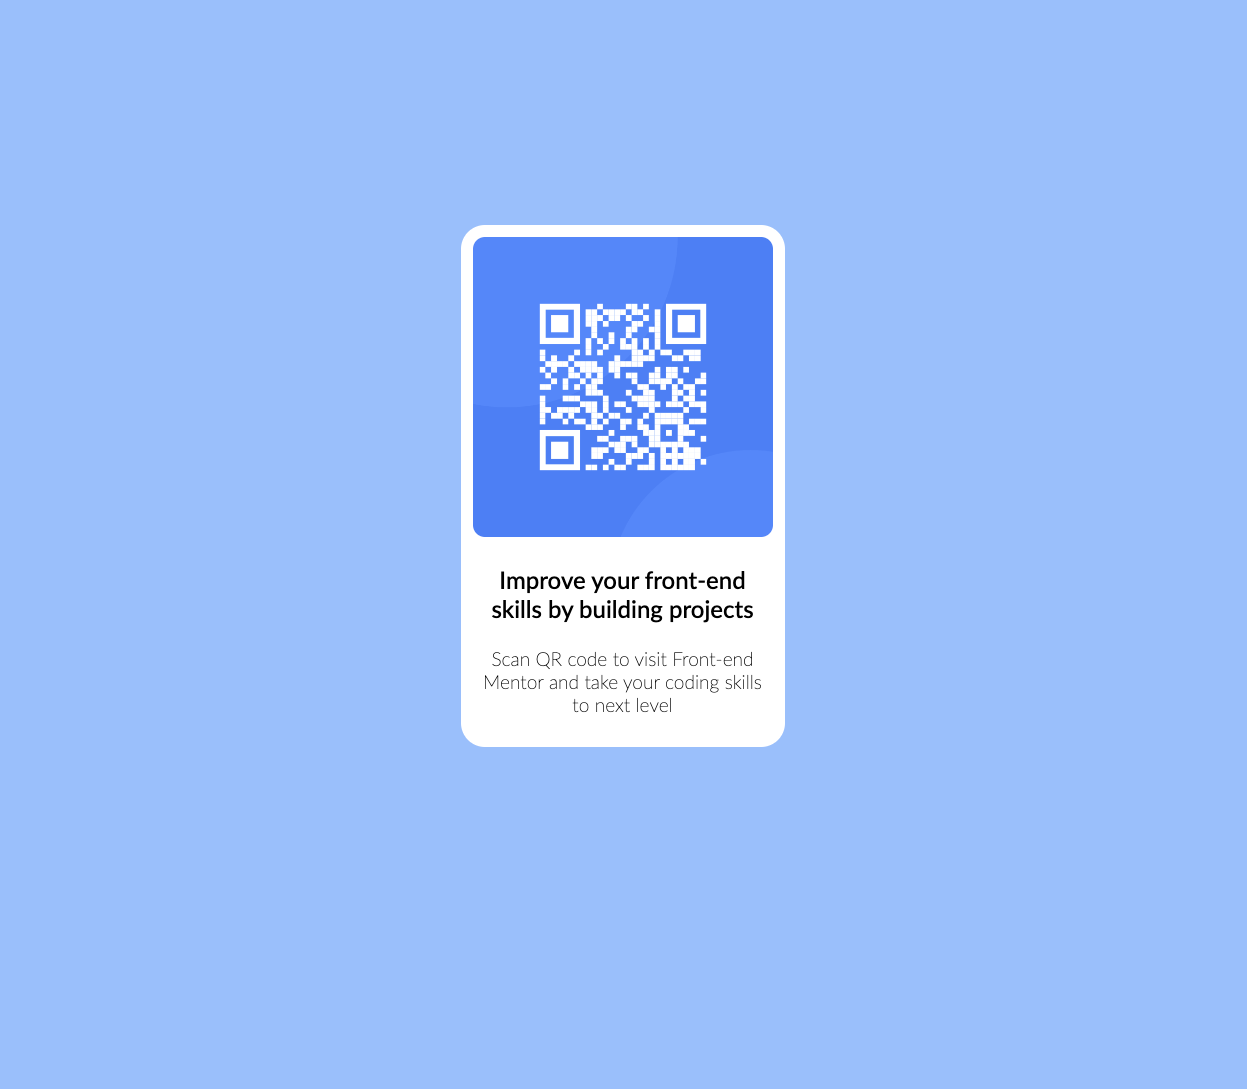 Improve your front-end
skills by building projects
Scan QR code to visit Front-end
Mentor and take your coding skills
to next level